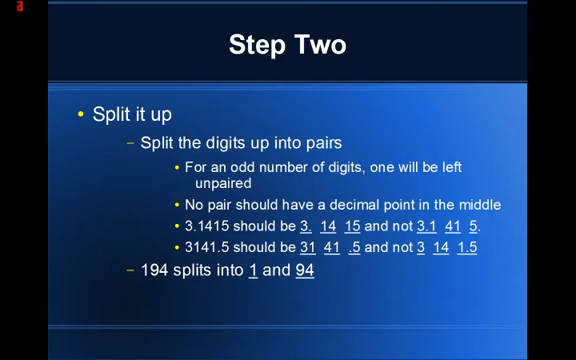 a
Step Two
• Split it up
– Split the digits up into pairs
• For an odd number of digits, one will be left
unpaired
• No pair should have a decimal point in the middle
• 3.1415 should be 3. 14 15 and not 3.1 41 5.
• 3141.5 should be 31 41 .5 and not 3 14 1.5
– 194 splits into 1 and 94